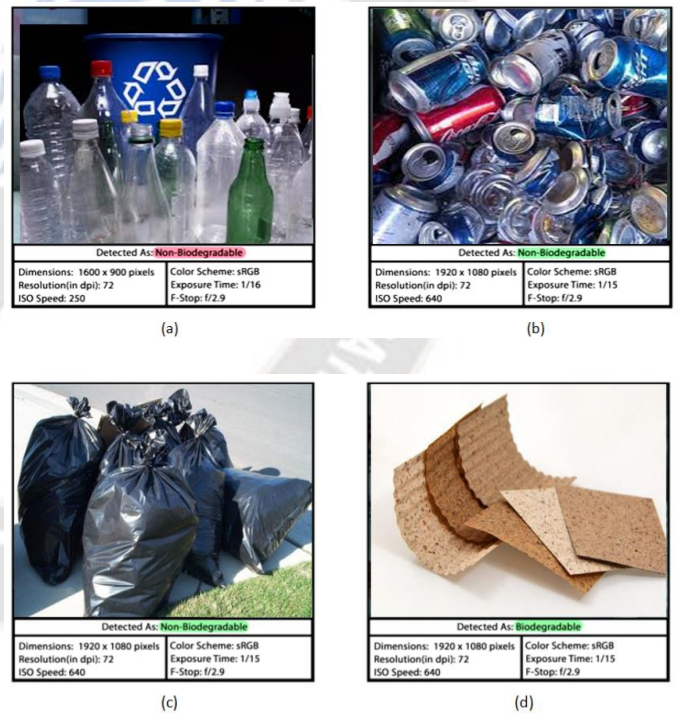 Detected As: Non-Biodegradable
Dimensions: 1600 x 900 pixels
Resolution(in dpi): 72
ISO Speed: 250
Color Scheme: sRGB
Exposure Time: 1/16
F-Stop: f/2.9
(a)
Detected As: Non-Biodegradable
Dimensions: 1920 x 1080 pixels
Resolution(in dpi): 72
ISO Speed: 640
Color Scheme: sRGB
Exposure Time: 1/15
F-Stop: f/2.9
(b)
Detected As: Non-Biodegradable
Dimensions: 1920 x 1080 pixels
Resolution(in dpi): 72
ISO Speed: 640
Color Scheme: sRGB
Exposure Time: 1/15
F-Stop: f/2.9
(c)
Detected As: Biodegradable
Dimensions: 1920 x 1080 pixels
Resolution(in dpi): 72
ISO Speed: 640
Color Scheme: sRGB
Exposure Time: 1/15
F-Stop: f/2.9
(d)